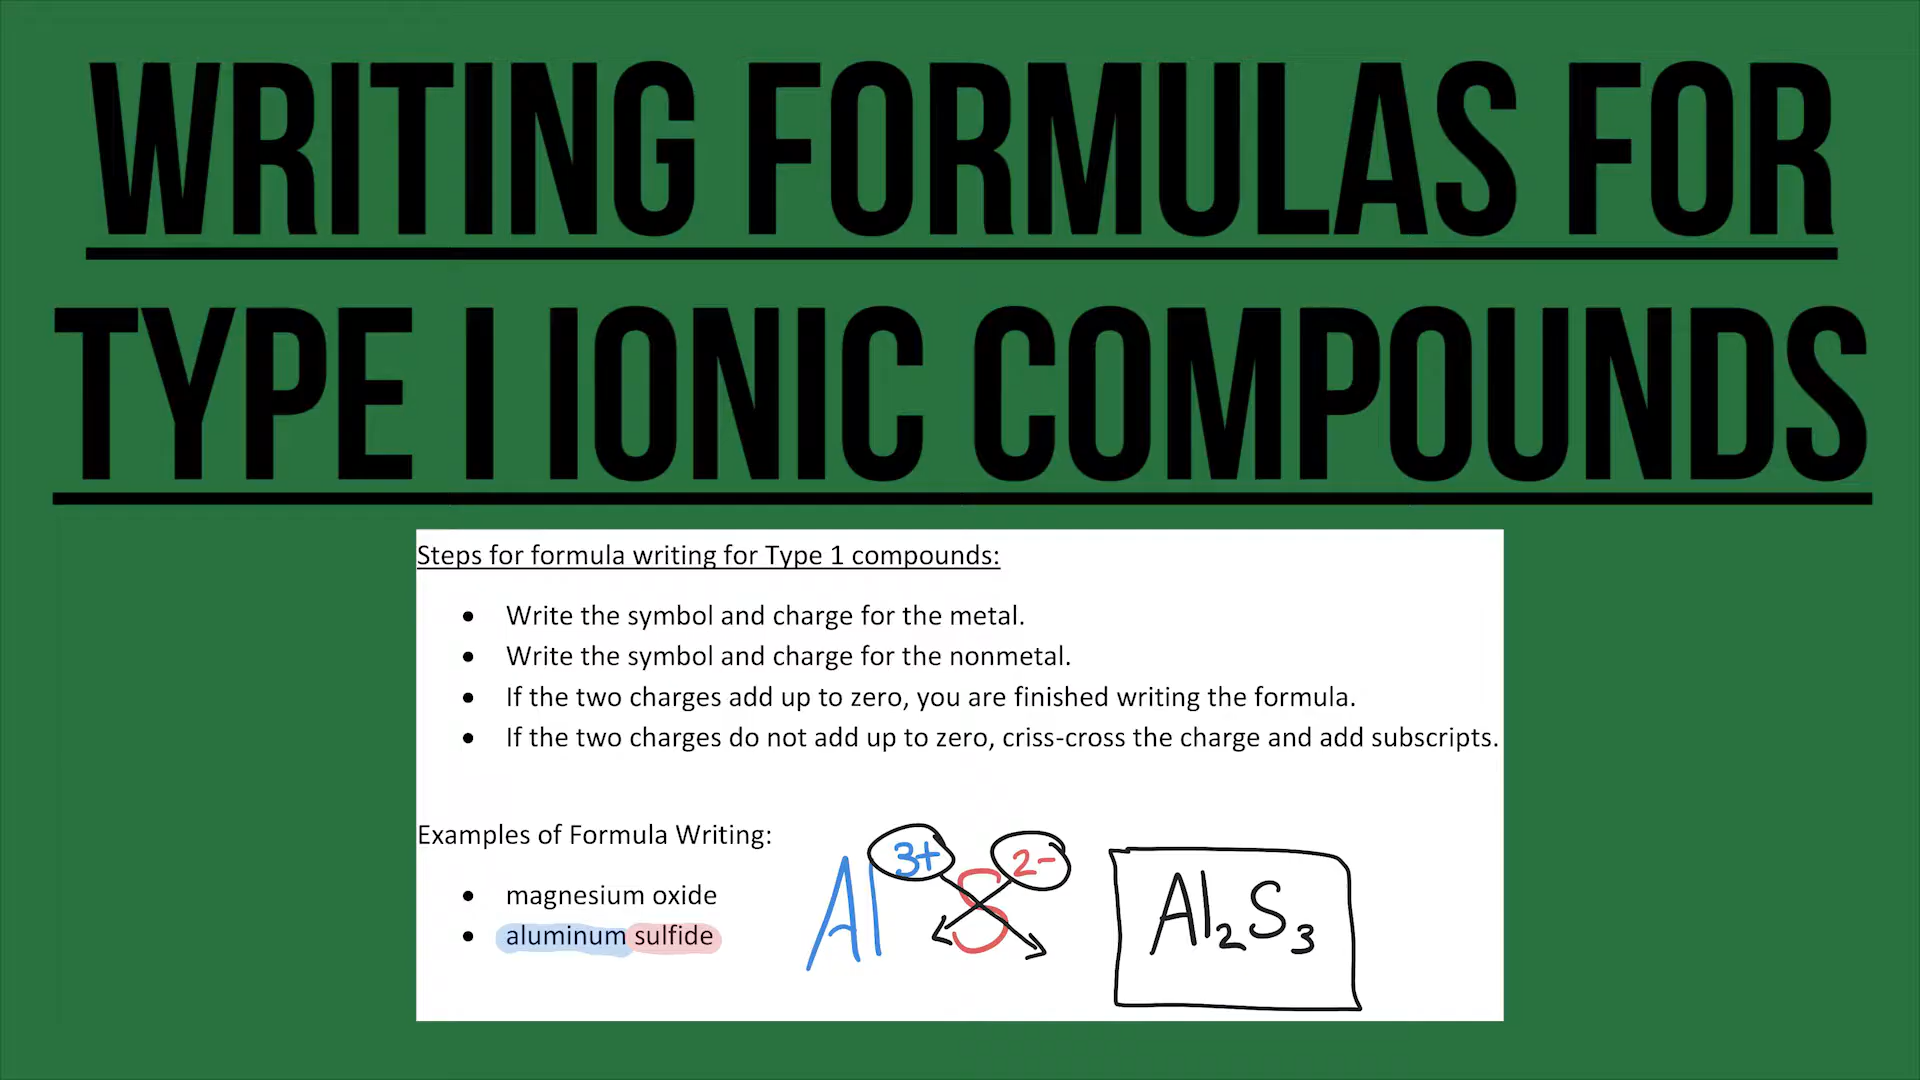 WRITING FORMULAS FOR
TYPE I IONIC COMPOUNDS
Steps for formula writing for Type 1 compounds:
• Write the symbol and charge for the metal.
• Write the symbol and charge for the nonmetal.
• If the two charges add up to zero, you are finished writing the formula.
• If the two charges do not add up to zero, criss-cross the charge and add subscripts.
Examples of Formula Writing:
• magnesium oxide
• aluminum sulfide
Al³⁺ S²⁻
Al₂S₃